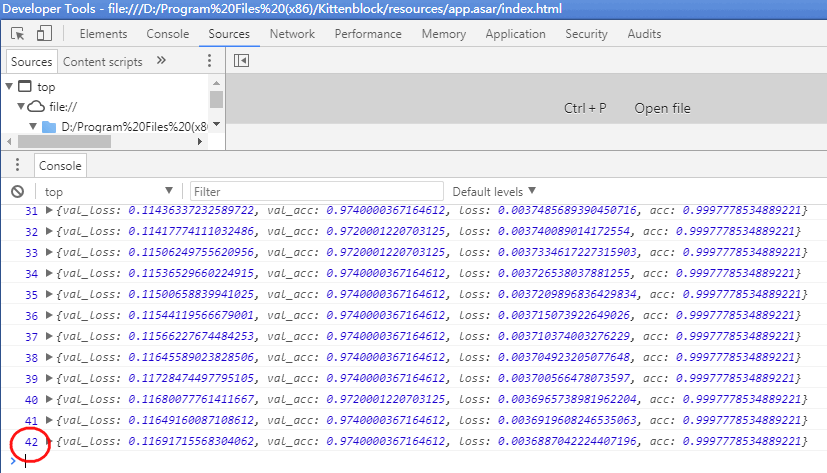 Developer Tools - file:///D:/Program%20Files%20(x86)/Kittenblock/resources/app.asar/index.html
Elements Console Sources Network Performance Memory Application Security Audits
Sources Content scripts »
top
file://
D:/Program%20Files%20(x8
Ctrl + P Open file
Console
top Filter Default levels
31 {val_loss: 0.11436337232589722, val_acc: 0.9740000367164612, loss: 0.0037485689390450716, acc: 0.9997778534889221}
32 {val_loss: 0.11417774111032486, val_acc: 0.9720001220703125, loss: 0.003740089014172554, acc: 0.9997778534889221}
33 {val_loss: 0.11506249755620956, val_acc: 0.9720001220703125, loss: 0.0037334617227315903, acc: 0.9997778534889221}
34 {val_loss: 0.11536529660224915, val_acc: 0.9740000367164612, loss: 0.003726538037881255, acc: 0.9997778534889221}
35 {val_loss: 0.11500658839941025, val_acc: 0.9740000367164612, loss: 0.0037209896836429834, acc: 0.9997778534889221}
36 {val_loss: 0.11544119566679001, val_acc: 0.9740000367164612, loss: 0.003715073922649026, acc: 0.9997778534889221}
37 {val_loss: 0.11566227674484253, val_acc: 0.9740000367164612, loss: 0.003710374003276229, acc: 0.9997778534889221}
38 {val_loss: 0.11645589023828506, val_acc: 0.9740000367164612, loss: 0.003704923205077648, acc: 0.9997778534889221}
39 {val_loss: 0.11728474497795105, val_acc: 0.9740000367164612, loss: 0.003700566478073597, acc: 0.9997778534889221}
40 {val_loss: 0.11680077761411667, val_acc: 0.9720001220703125, loss: 0.0036965738981962204, acc: 0.9997778534889221}
41 {val_loss: 0.11649160087108612, val_acc: 0.9740000367164612, loss: 0.0036919608246535063, acc: 0.9997778534889221}
42 {val_loss: 0.11691715568304062, val_acc: 0.9740000367164612, loss: 0.0036887042224407196, acc: 0.9997778534889221}